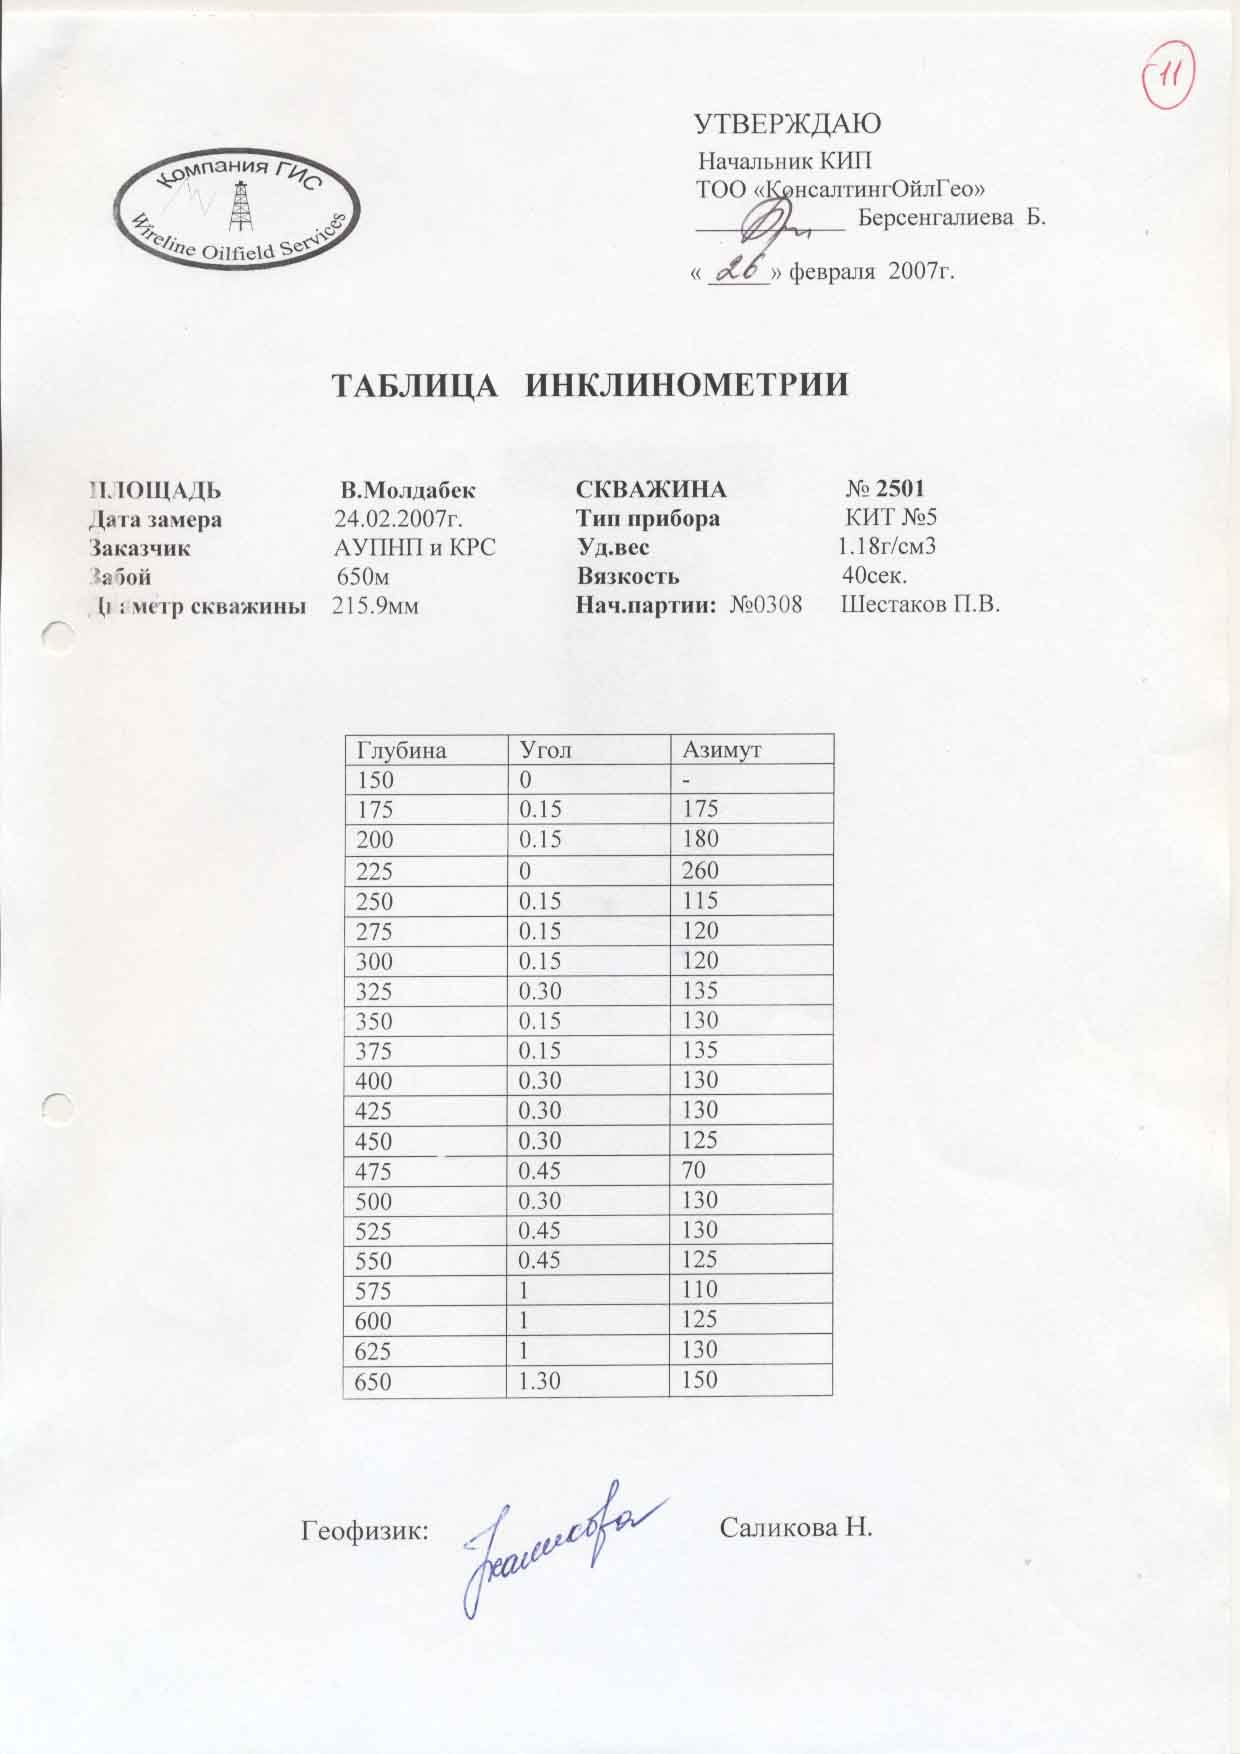 11
УТВЕРЖДАЮ
Компания ГИС
Wireline Oilfield Services
Начальник КИП
ТОО «КонсалтингОйлГео»
Берсенгалиева Б.
« 26 » февраля 2007г.
ТАБЛИЦА ИНКЛИНОМЕТРИИ
ПЛОЩАДЬ В.Молдабек СКВАЖИНА № 2501
Дата замера 24.02.2007г. Тип прибора КИТ №5
Заказчик АУПНП и КРС Уд.вес 1.18г/см3
Забой 650м Вязкость 40сек.
Диаметр скважины 215.9мм Нач.партии: №0308 Шестаков П.В.
Глубина Угол Азимут
150 0 -
175 0.15 175
200 0.15 180
225 0 260
250 0.15 115
275 0.15 120
300 0.15 120
325 0.30 135
350 0.15 130
375 0.15 135
400 0.30 130
425 0.30 130
450 0.30 125
475 0.45 70
500 0.30 130
525 0.45 130
550 0.45 125
575 1 110
600 1 125
625 1 130
650 1.30 150
Геофизик: Саликова Н.